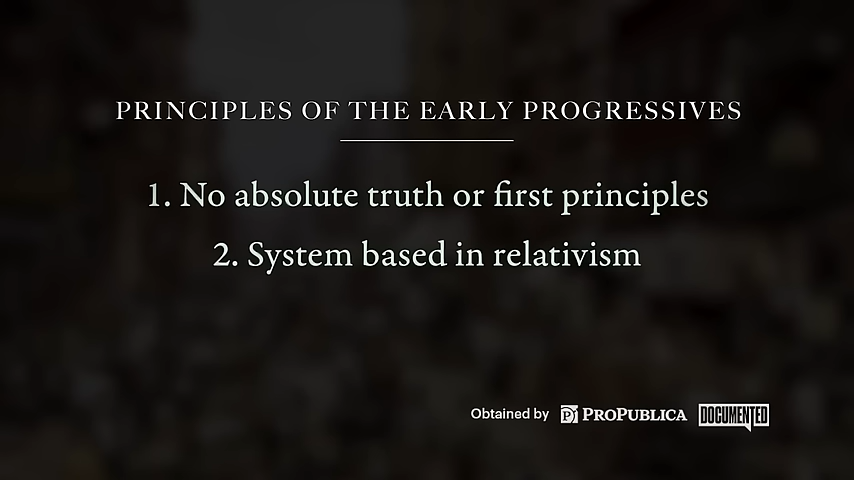 PRINCIPLES OF THE EARLY PROGRESSIVES
1. No absolute truth or first principles
2. System based in relativism
Obtained by P PROPUBLICA DOCUMENTED